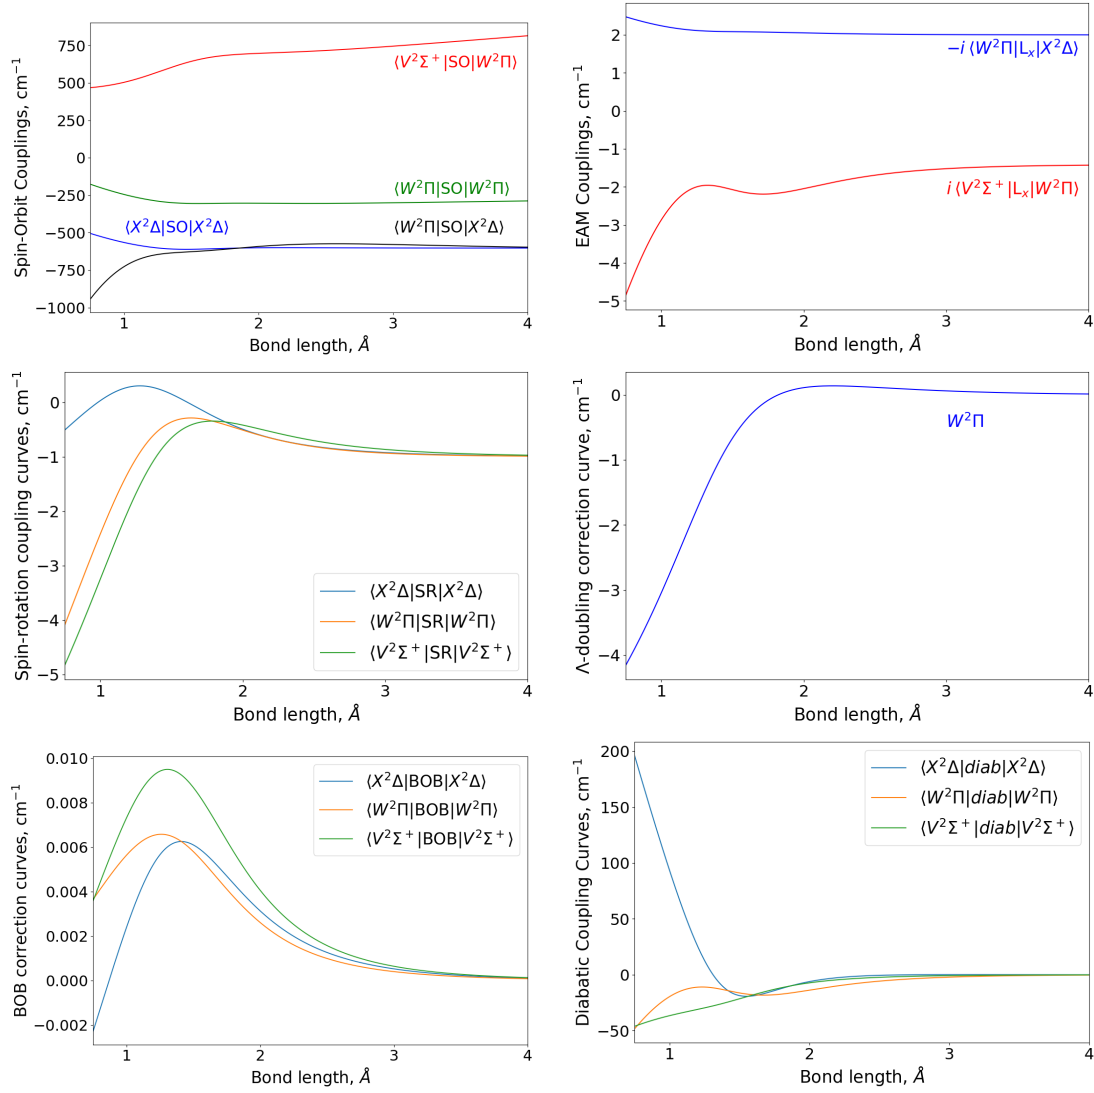 Spin-Orbit Couplings, cm⁻¹
750
500
250
0
−250
−500
−750
−1000
⟨V²Σ⁺|SO|W²Π⟩
⟨W²Π|SO|W²Π⟩
⟨X²Δ|SO|X²Δ⟩
⟨W²Π|SO|X²Δ⟩
1 2 3 4
Bond length, Å
EAM Couplings, cm⁻¹
2
1
0
−1
−2
−3
−4
−5
−i ⟨W²Π|Lₓ|X²Δ⟩
i ⟨V²Σ⁺|Lₓ|W²Π⟩
1 2 3 4
Bond length, Å
Spin-rotation coupling curves, cm⁻¹
0
−1
−2
−3
−4
−5
⟨X²Δ|SR|X²Δ⟩
⟨W²Π|SR|W²Π⟩
⟨V²Σ⁺|SR|V²Σ⁺⟩
1 2 3 4
Bond length, Å
Λ-doubling correction curve, cm⁻¹
0
−1
−2
−3
−4
W²Π
1 2 3 4
Bond length, Å
BOB correction curves, cm⁻¹
0.010
0.008
0.006
0.004
0.002
0.000
−0.002
⟨X²Δ|BOB|X²Δ⟩
⟨W²Π|BOB|W²Π⟩
⟨V²Σ⁺|BOB|V²Σ⁺⟩
1 2 3 4
Bond length, Å
Diabatic Coupling Curves, cm⁻¹
200
150
100
50
0
−50
⟨X²Δ|diab|X²Δ⟩
⟨W²Π|diab|W²Π⟩
⟨V²Σ⁺|diab|V²Σ⁺⟩
1 2 3 4
Bond length, Å